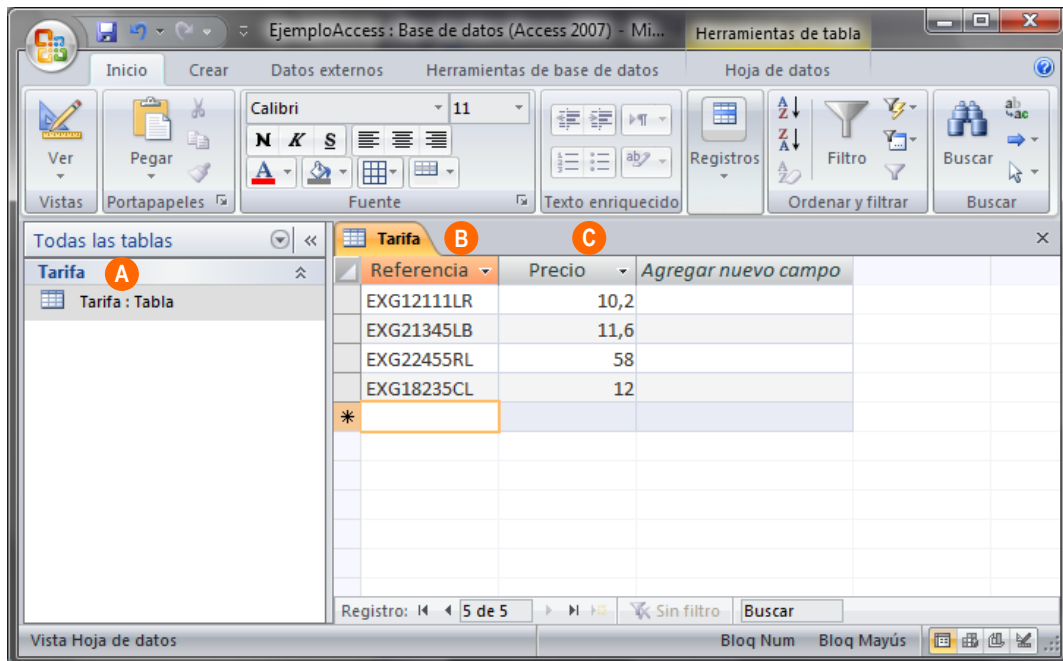 EjemploAccess : Base de datos (Access 2007) - Mi...
Herramientas de tabla
Inicio Crear Datos externos Herramientas de base de datos Hoja de datos
Calibri 11
N K S
Ver Pegar Registros Filtro Buscar
Vistas Portapapeles Fuente Texto enriquecido Ordenar y filtrar Buscar
Todas las tablas « Tarifa B C
Tarifa A Referencia Precio Agregar nuevo campo
Tarifa : Tabla EXG12111LR 10,2
EXG21345LB 11,6
EXG22455RL 58
EXG18235CL 12
Registro: 5 de 5 Sin filtro Buscar
Vista Hoja de datos Bloq Num Bloq Mayús